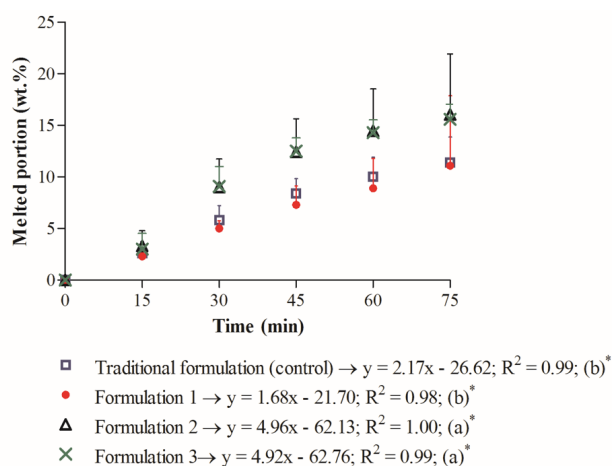 25
20
15
10
5
0
Melted portion (wt.%)
0 15 30 45 60 75
Time (min)
Traditional formulation (control) → y = 2.17x - 26.62; R² = 0.99; (b)*
Formulation 1 → y = 1.68x - 21.70; R² = 0.98; (b)*
Formulation 2 → y = 4.96x - 62.13; R² = 1.00; (a)*
Formulation 3→ y = 4.92x - 62.76; R² = 0.99; (a)*